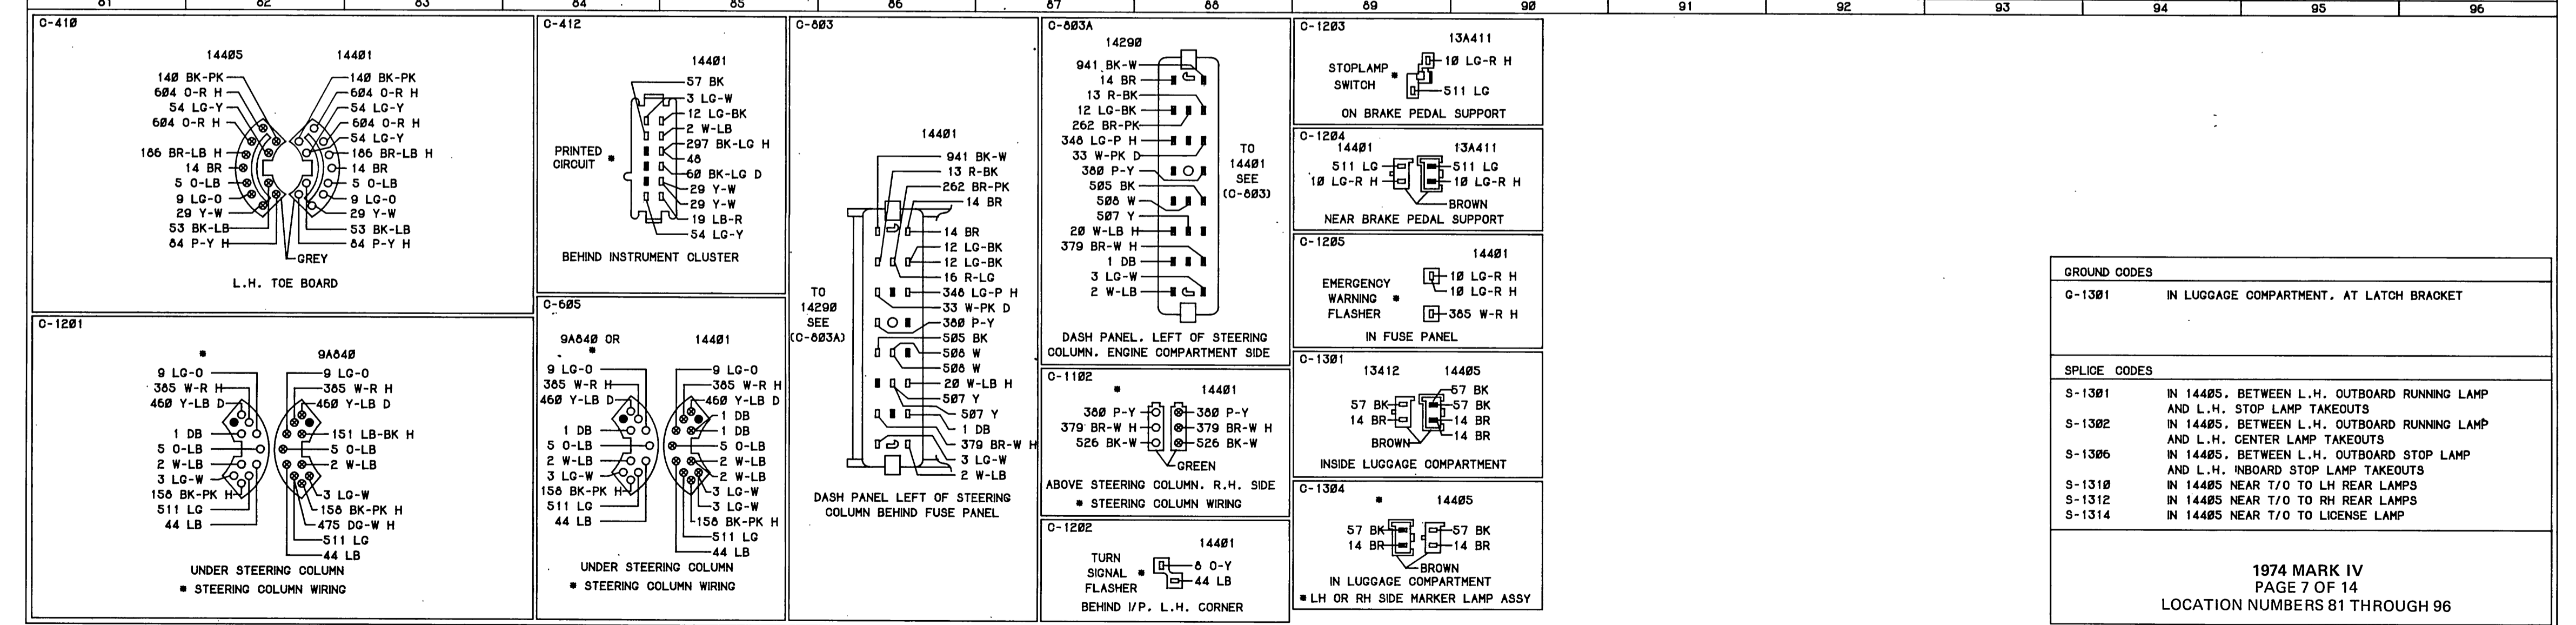 81 82 83 84 85 86 87 88 89 90 91 92 93 94 95 96
C-410
14405 14401
140 BK-PK 140 BK-PK
604 O-R H 604 O-R H
54 LG-Y 54 LG-Y
604 O-R H 604 O-R H
54 LG-Y
186 BR-LB H 186 BR-LB H
14 BR 14 BR
5 O-LB 5 O-LB
9 LG-O 9 LG-O
29 Y-W 29 Y-W
53 BK-LB 53 BK-LB
84 P-Y H 84 P-Y H
GREY
L.H. TOE BOARD
C-1201
* 9A840
9 LG-O 9 LG-O
385 W-R H 385 W-R H
460 Y-LB D 460 Y-LB D
1 DB 151 LB-BK H
5 O-LB 5 O-LB
2 W-LB 2 W-LB
3 LG-W 3 LG-W
158 BK-PK H 158 BK-PK H
511 LG 475 DG-W H
44 LB 511 LG
44 LB
UNDER STEERING COLUMN
* STEERING COLUMN WIRING
C-412
14401
57 BK
3 LG-W
12 LG-BK
2 W-LB
297 BK-LG H
48
60 BK-LG D
29 Y-W
29 Y-W
19 LB-R
54 LG-Y
PRINTED
CIRCUIT *
BEHIND INSTRUMENT CLUSTER
C-605
9A840 OR 14401
*
9 LG-O 9 LG-O
385 W-R H 385 W-R H
460 Y-LB D 460 Y-LB D
1 DB
1 DB 1 DB
5 O-LB 5 O-LB
2 W-LB 2 W-LB
3 LG-W 2 W-LB
158 BK-PK H 3 LG-W
511 LG 3 LG-W
44 LB 158 BK-PK H
511 LG
44 LB
UNDER STEERING COLUMN
* STEERING COLUMN WIRING
C-803
14401
941 BK-W
13 R-BK
262 BR-PK
14 BR
14 BR
12 LG-BK
12 LG-BK
16 R-LG
348 LG-P H
33 W-PK D
380 P-Y
505 BK
508 W
508 W
20 W-LB H
507 Y
507 Y
1 DB
379 BR-W H
3 LG-W
2 W-LB
TO
14290
SEE
(C-803A)
DASH PANEL LEFT OF STEERING
COLUMN BEHIND FUSE PANEL
C-803A
14290
941 BK-W
14 BR
13 R-BK
12 LG-BK
262 BR-PK
348 LG-P H
33 W-PK D
380 P-Y
505 BK
508 W
507 Y
20 W-LB H
379 BR-W H
1 DB
3 LG-W
2 W-LB
TO
14401
SEE
(C-803)
DASH PANEL. LEFT OF STEERING
COLUMN. ENGINE COMPARTMENT SIDE
C-1102
* 14401
380 P-Y 380 P-Y
379 BR-W H 379 BR-W H
526 BK-W 526 BK-W
GREEN
ABOVE STEERING COLUMN. R.H. SIDE
* STEERING COLUMN WIRING
C-1202
14401
TURN
SIGNAL *
FLASHER
8 O-Y
44 LB
BEHIND I/P. L.H. CORNER
C-1203
13A411
STOPLAMP
SWITCH *
10 LG-R H
511 LG
ON BRAKE PEDAL SUPPORT
C-1204
14401 13A411
511 LG 511 LG
10 LG-R H 10 LG-R H
BROWN
NEAR BRAKE PEDAL SUPPORT
C-1205
14401
EMERGENCY
WARNING *
FLASHER
10 LG-R H
10 LG-R H
385 W-R H
IN FUSE PANEL
C-1301
13412 14405
57 BK
57 BK 57 BK
14 BR 14 BR
14 BR
BROWN
INSIDE LUGGAGE COMPARTMENT
C-1304
* 14405
57 BK 57 BK
14 BR 14 BR
BROWN
IN LUGGAGE COMPARTMENT
* LH OR RH SIDE MARKER LAMP ASSY
GROUND CODES
G-1301 IN LUGGAGE COMPARTMENT. AT LATCH BRACKET
SPLICE CODES
S-1301 IN 14405. BETWEEN L.H. OUTBOARD RUNNING LAMP
AND L.H. STOP LAMP TAKEOUTS
S-1302 IN 14405. BETWEEN L.H. OUTBOARD RUNNING LAMP
AND L.H. CENTER LAMP TAKEOUTS
S-1306 IN 14405. BETWEEN L.H. OUTBOARD STOP LAMP
AND L.H. INBOARD STOP LAMP TAKEOUTS
S-1310 IN 14405 NEAR T/O TO LH REAR LAMPS
S-1312 IN 14405 NEAR T/O TO RH REAR LAMPS
S-1314 IN 14405 NEAR T/O TO LICENSE LAMP
1974 MARK IV
PAGE 7 OF 14
LOCATION NUMBERS 81 THROUGH 96